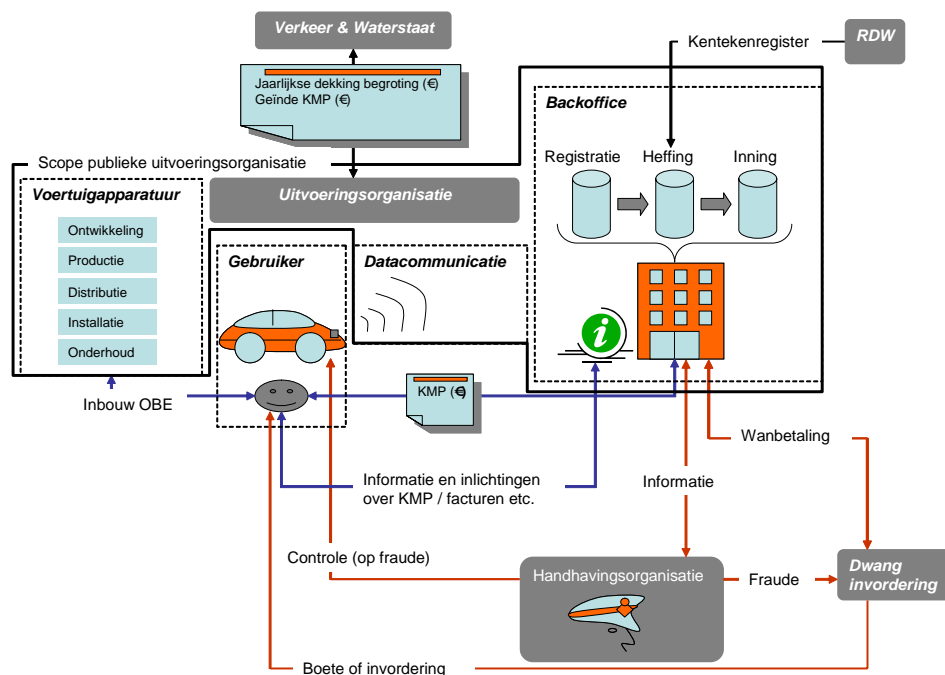 Verkeer & Waterstaat
Kentekenregister
RDW
Jaarlijkse dekking begroting (€)
Geïnde KMP (€)
Backoffice
Scope publieke uitvoeringsorganisatie
Registratie
Heffing
Inning
Voertuigapparatuur
Uitvoeringsorganisatie
Ontwikkeling
Productie
Distributie
Installatie
Onderhoud
Gebruiker
Datacommunicatie
i
Inbouw OBE
KMP (€)
Wanbetaling
Informatie en inlichtingen
over KMP / facturen etc.
Informatie
Controle (op fraude)
Handhavingsorganisatie
Fraude
Dwang
invordering
Boete of invordering